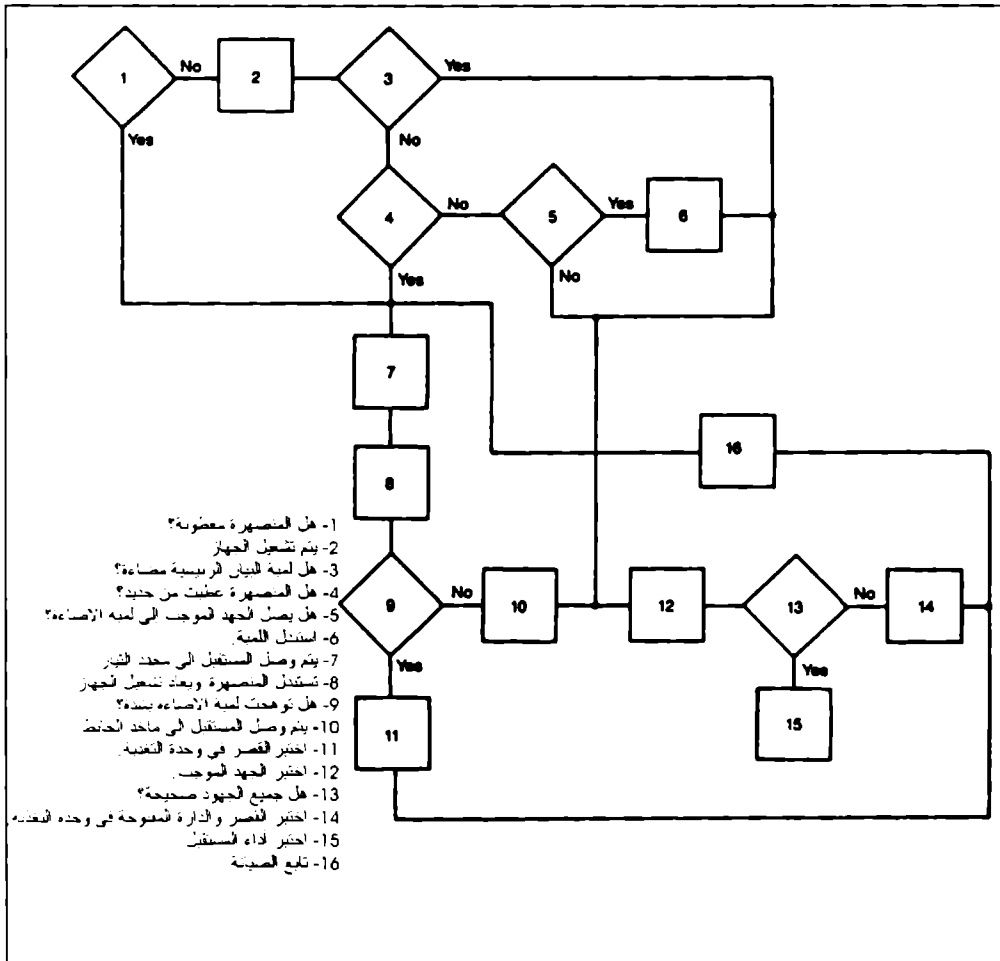 1
No
2
3
Yes
Yes
No
4
No
5
Yes
6
Yes
No
7
16
8
1- هل المنصهرة معطوبة؟
2- يتم تشغيل الجهاز
3- هل لمبة البيان الرئيسية مضاءة؟
4- هل المنصهرة عطبت من جديد؟
5- هل يصل الجهد الموجب الى لمبة الاضاءة؟
6- استبدل اللمبة.
7- يتم وصل المستقبل الى محدد التيار
8- تستبدل المنصهرة ويعاد تشغيل الجهاز
9- هل توهجت لمبة الاضاءة بشدة؟
10- يتم وصل المستقبل الى مأخذ الحائط
11- اختبر القصر في وحدة التغذية.
12- اختبر الجهد الموجب.
13- هل جميع الجهود صحيحة؟
14- اختبر القصر والدارة المفتوحة في وحدة التغذية
15- اختبر أداء المستقبل
16- تابع الصيانة
9
No
10
12
13
No
14
Yes
Yes
11
15